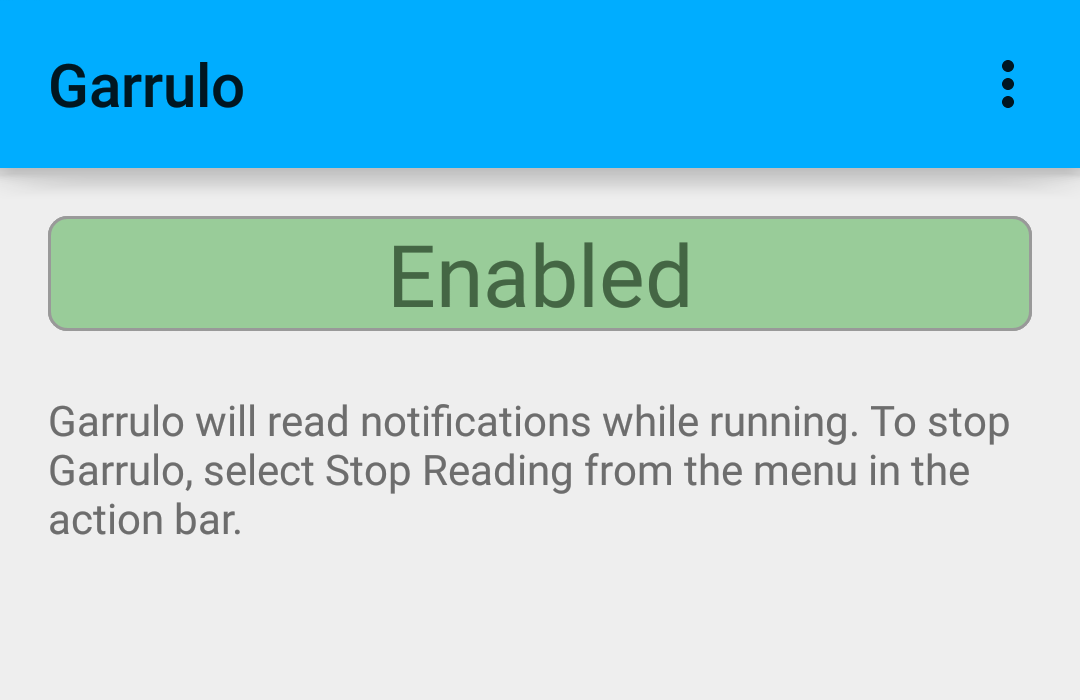 Garrulo
Enabled
Garrulo will read notifications while running. To stop
Garrulo, select Stop Reading from the menu in the
action bar.